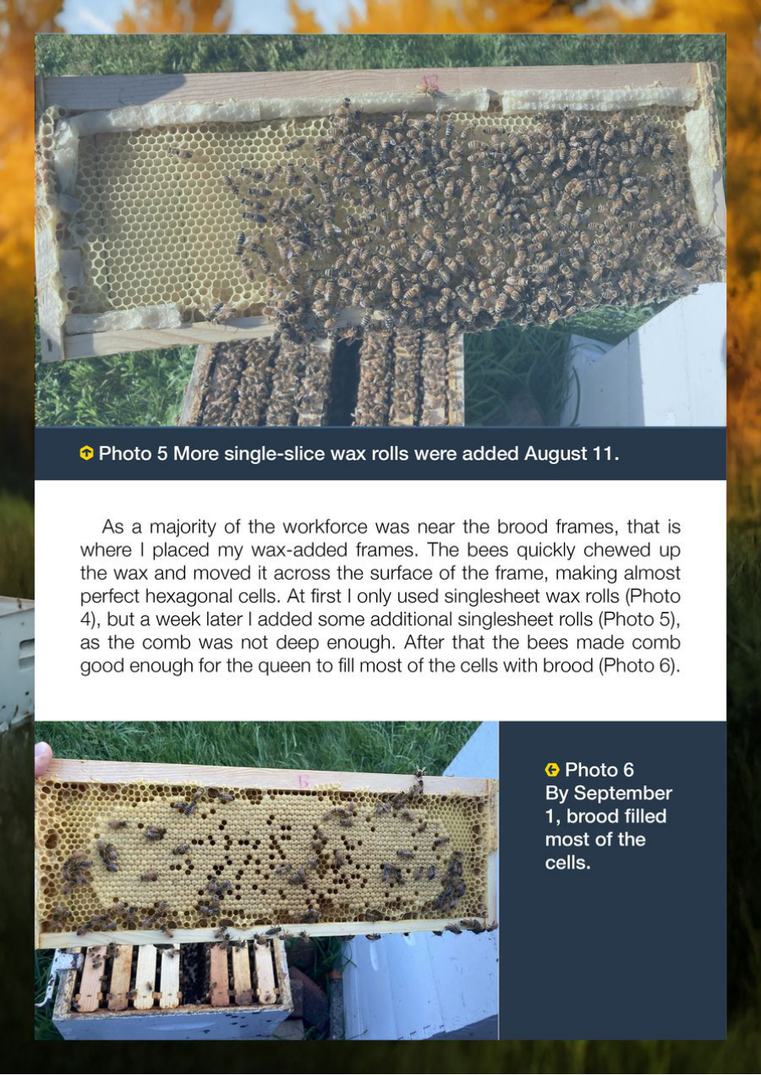 Photo 5 More single-slice wax rolls were added August 11.
As a majority of the workforce was near the brood frames, that is
where I placed my wax-added frames. The bees quickly chewed up
the wax and moved it across the surface of the frame, making almost
perfect hexagonal cells. At first I only used singlesheet wax rolls (Photo
4), but a week later I added some additional singlesheet rolls (Photo 5),
as the comb was not deep enough. After that the bees made comb
good enough for the queen to fill most of the cells with brood (Photo 6).
Photo 6
By September
1, brood filled
most of the
cells.